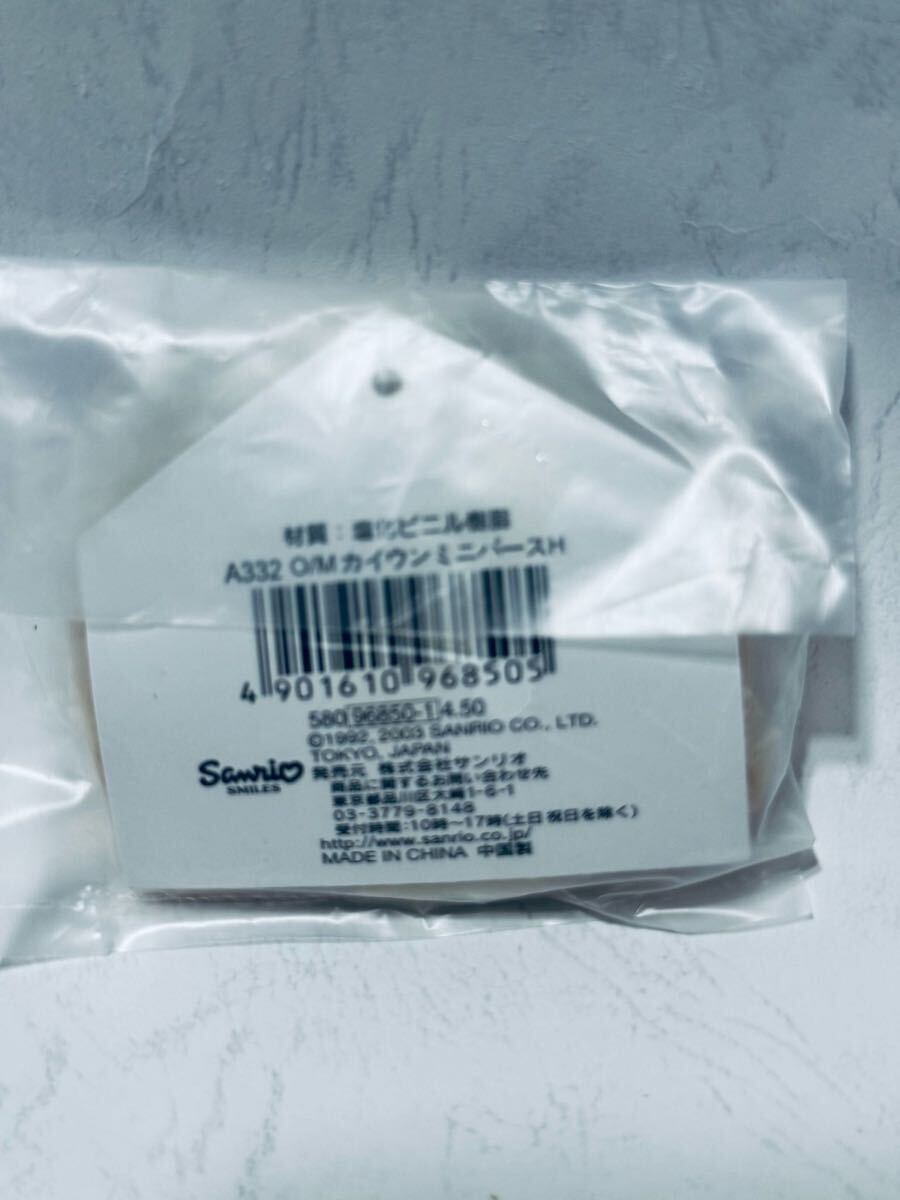 材質：塩化ビニル樹脂
A332 O/MカイウンミニパースH
4 901610 968505
580 96850-1 4.50
©1992, 2003 SANRIO CO., LTD.
TOKYO, JAPAN
Sanrio
SMILES
発売元 株式会社サンリオ
商品に関するお問い合わせ先
東京都品川区大崎1-6-1
03-3779-8148
受付時間：10時〜17時(土日祝日を除く)
http://www.sanrio.co.jp/
MADE IN CHINA 中国製